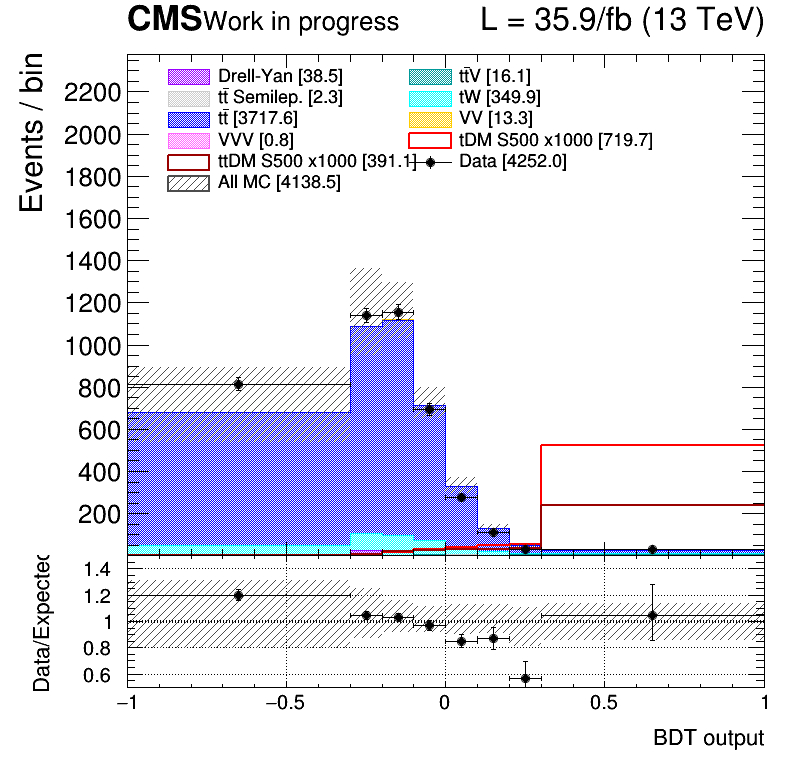 CMS Work in progress L = 35.9/fb (13 TeV)
Events / bin
Drell-Yan [38.5] tt̄V [16.1]
tt̄ Semilep. [2.3] tW [349.9]
tt̄ [3717.6] VV [13.3]
VVV [0.8] tDM S500 x1000 [719.7]
ttDM S500 x1000 [391.1] Data [4252.0]
All MC [4138.5]
2200
2000
1800
1600
1400
1200
1000
800
600
400
200
Data/Expected
1.4
1.2
1
0.8
0.6
−1 −0.5 0 0.5 1
BDT output